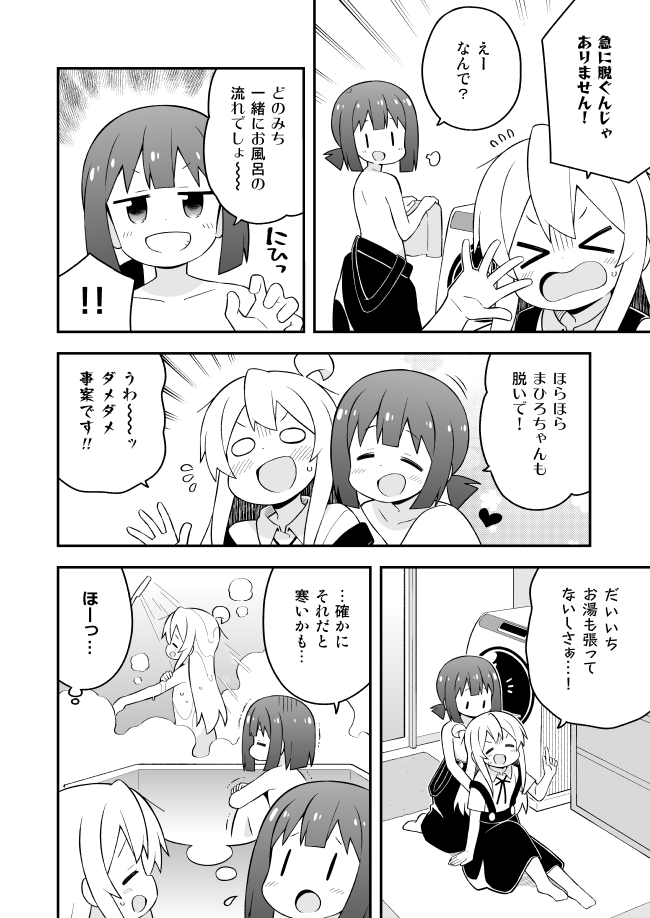 急に脱ぐんじゃ
ありません！
えー
なんで？
どのみち
一緒にお風呂の
流れでしょ〜〜
にひっ
！！
ほらほら
まひろちゃんも
脱いで！
うわ〜〜〜ッ
ダメダメ
事案です!!
だいいち
お湯も張って
ないしさぁ…！
…確かに
それだと
寒いかも…
ほーっ…